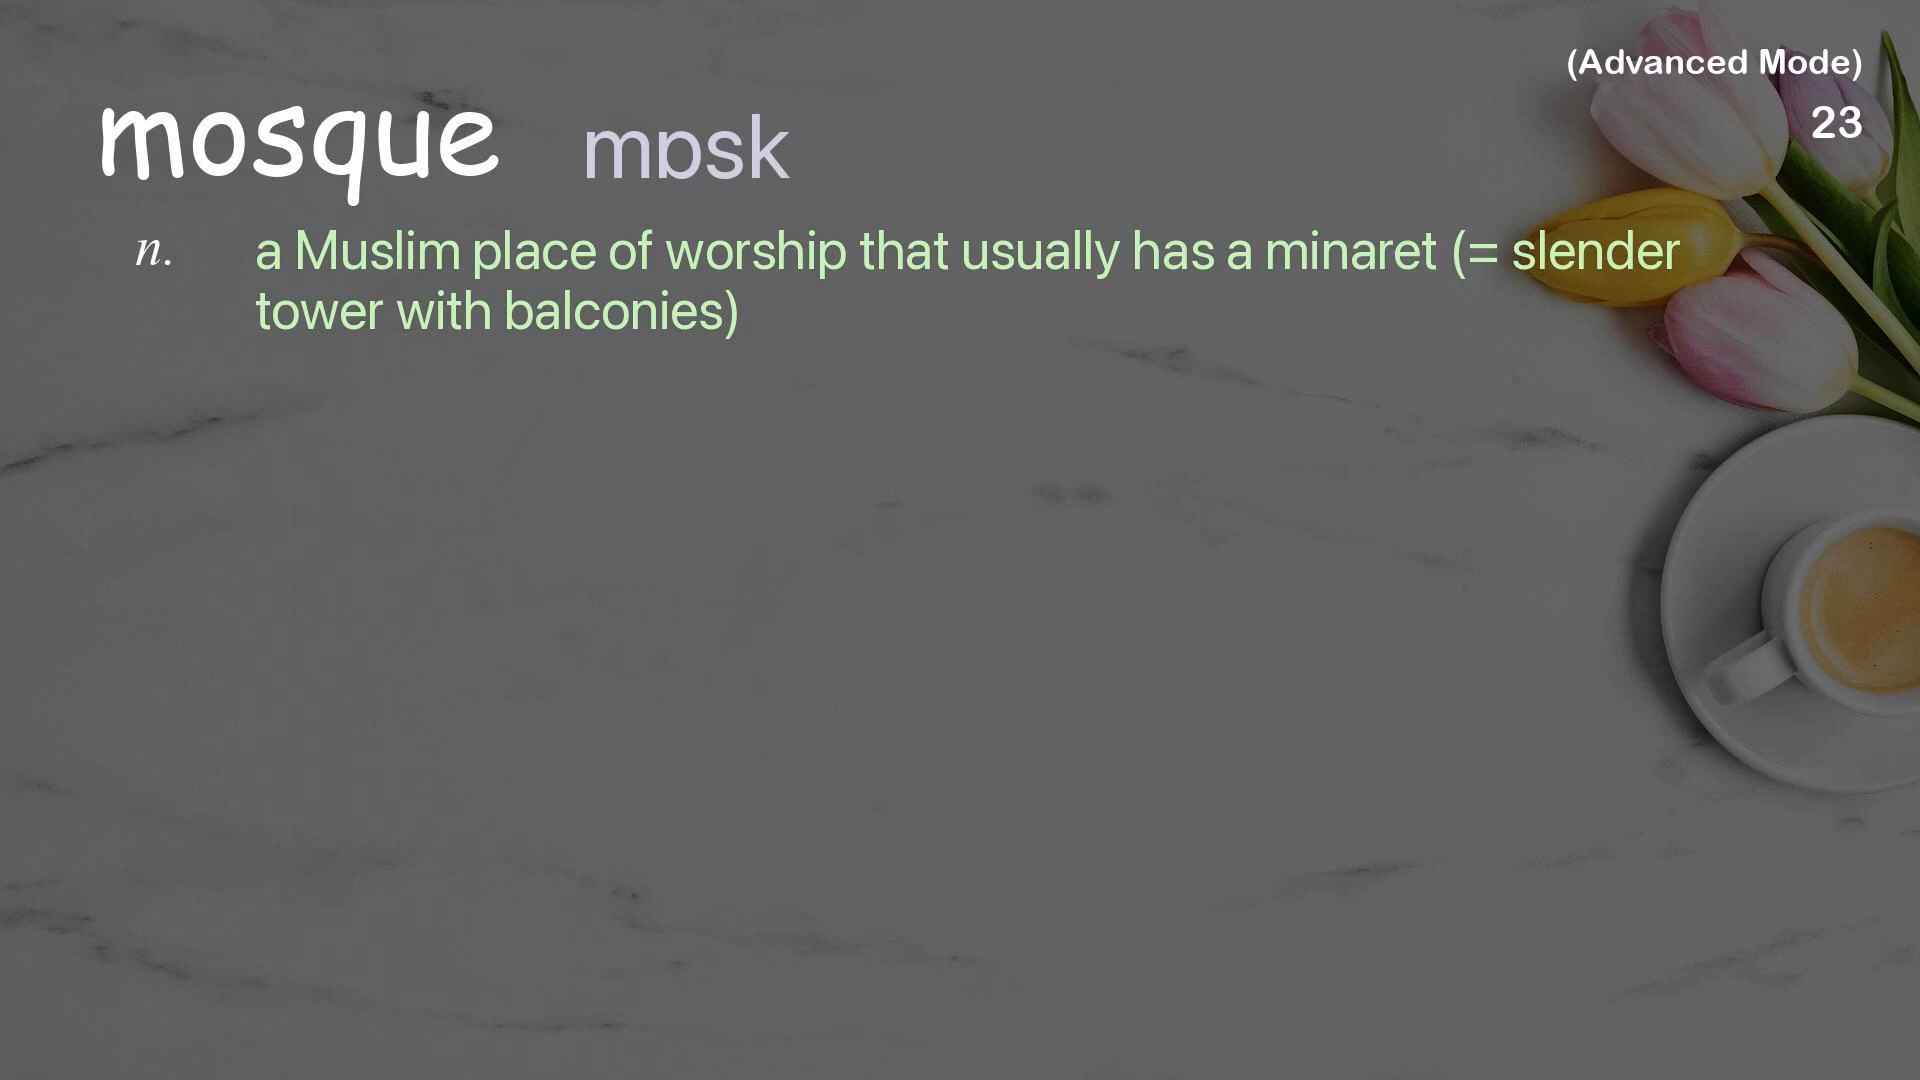 (Advanced Mode)
23
mosque mɒsk
n. a Muslim place of worship that usually has a minaret (= slender
tower with balconies)